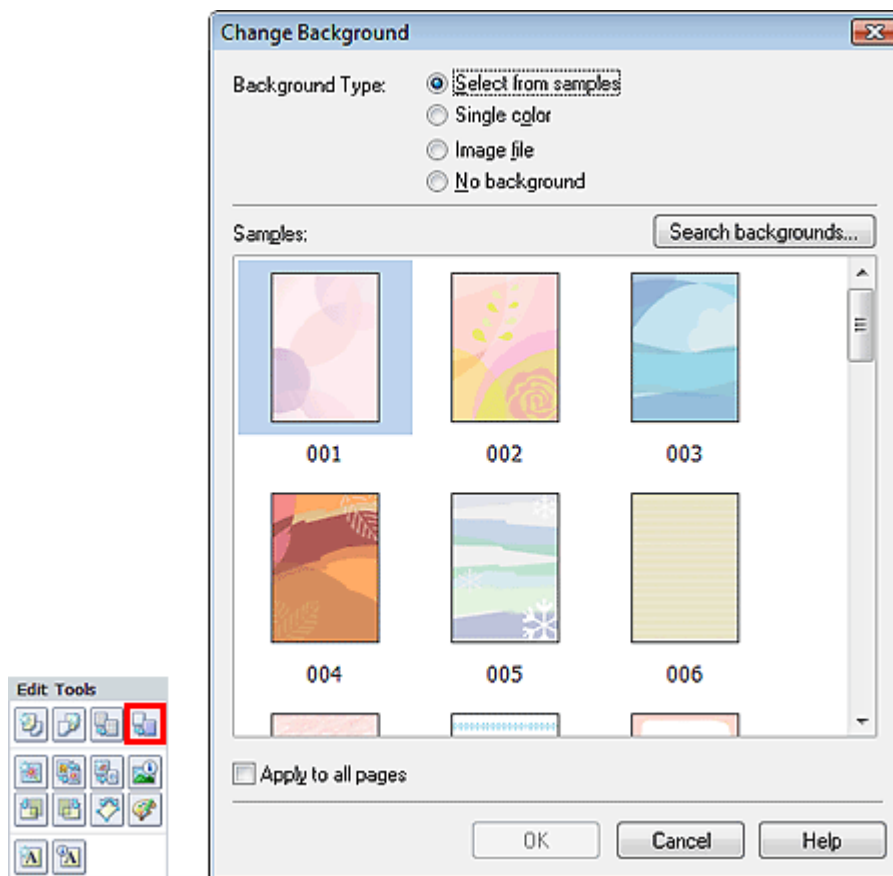 Change Background
Background Type:
Select from samples
Single color
Image file
No background
Samples:
Search backgrounds...
001 002 003
004 005 006
Apply to all pages
OK Cancel Help
Edit Tools
A A